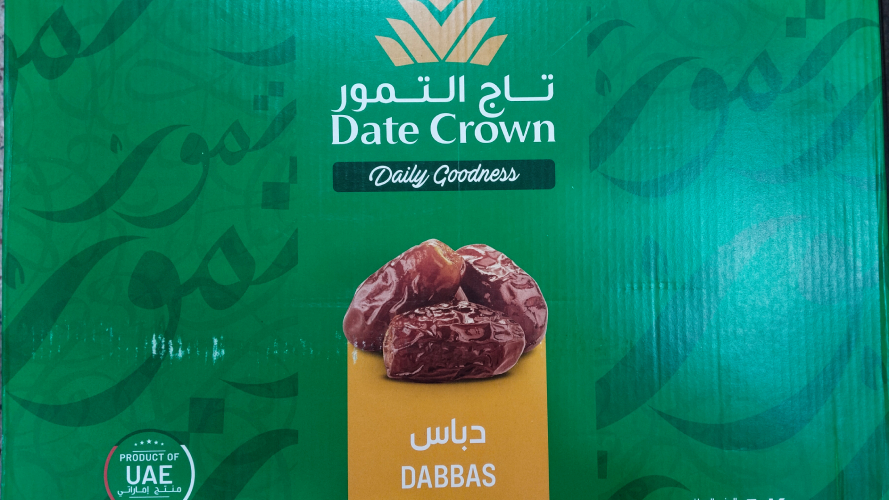 تاج التمور
Date Crown
Daily Goodness
دباس
DABBAS
PRODUCT OF
UAE
منتج إماراتي